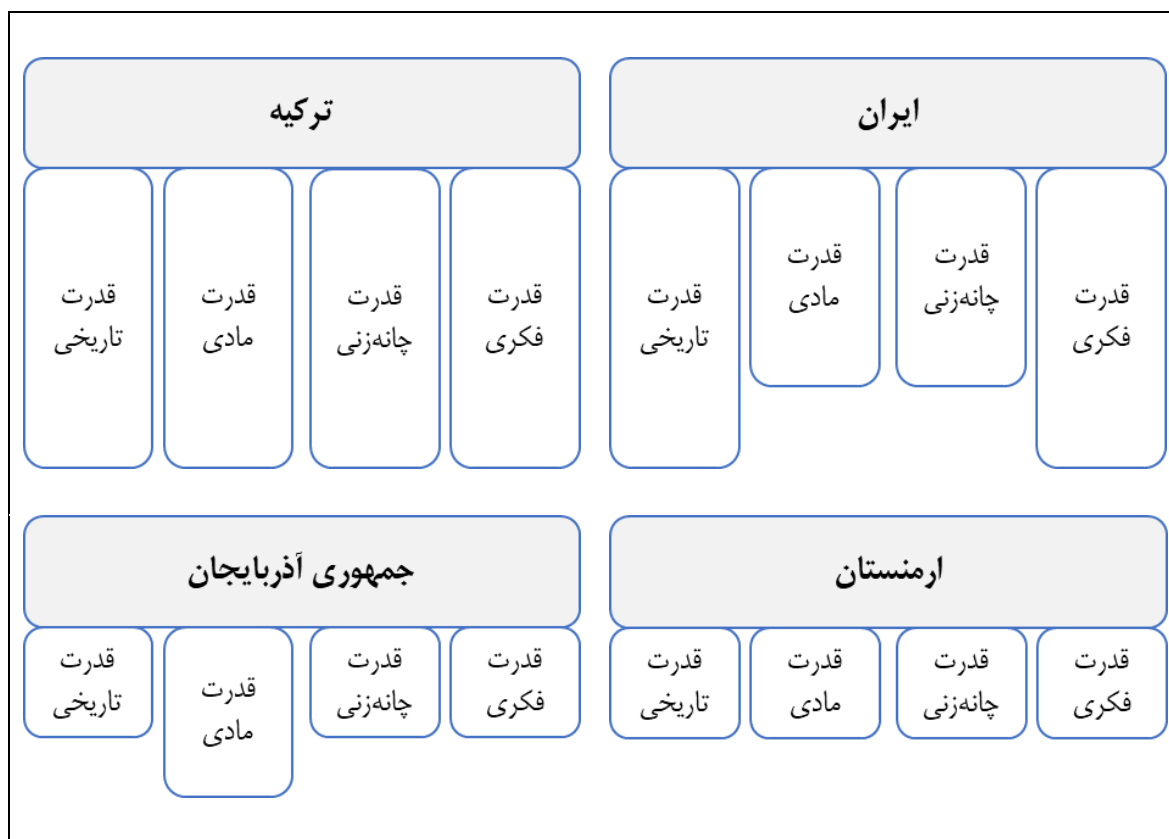 ایران
قدرت
فکری
قدرت
چانه‌زنی
قدرت
مادی
قدرت
تاریخی
ترکیه
قدرت
فکری
قدرت
چانه‌زنی
قدرت
مادی
قدرت
تاریخی
ارمنستان
قدرت
فکری
قدرت
چانه‌زنی
قدرت
مادی
قدرت
تاریخی
جمهوری آذربایجان
قدرت
فکری
قدرت
چانه‌زنی
قدرت
مادی
قدرت
تاریخی